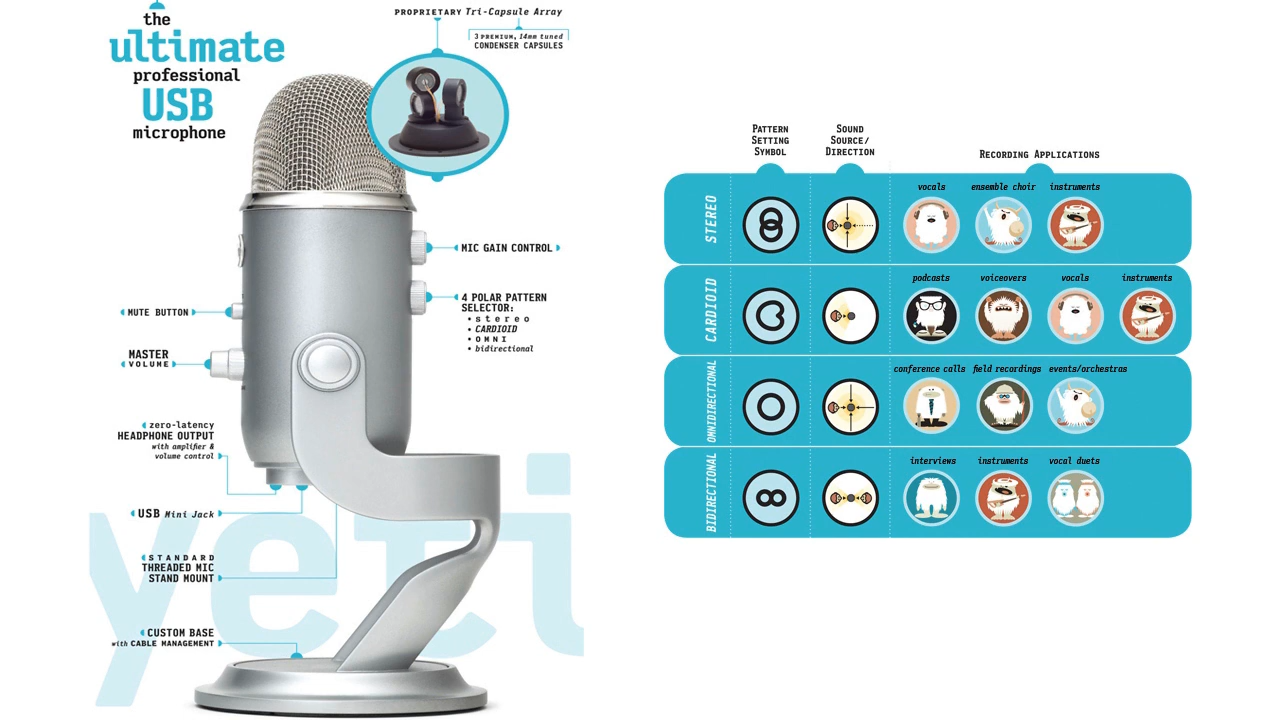 the
ultimate
professional
USB
microphone
PROPRIETARY Tri-Capsule Array
3 PREMIUM, 14mm tuned
CONDENSER CAPSULES
MIC GAIN CONTROL
4 POLAR PATTERN
SELECTOR:
• stereo
• CARDIOID
• OMNI
• bidirectional
MUTE BUTTON
MASTER
VOLUME
zero-latency
HEADPHONE OUTPUT
with amplifier &
volume control
USB Mini Jack
STANDARD
THREADED MIC
STAND MOUNT
CUSTOM BASE
with CABLE MANAGEMENT
yeti
PATTERN
SETTING
SYMBOL
SOUND
SOURCE/
DIRECTION
RECORDING APPLICATIONS
STEREO
vocals ensemble choir instruments
CARDIOID
podcasts voiceovers vocals instruments
OMNIDIRECTIONAL
conference calls field recordings events/orchestras
BIDIRECTIONAL
interviews instruments vocal duets